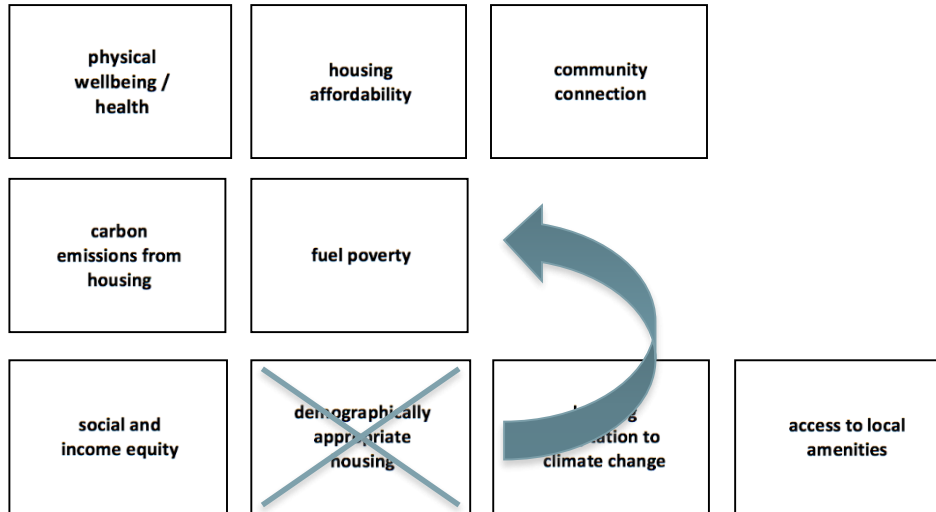 physical
wellbeing /
health
housing
affordability
community
connection
carbon
emissions from
housing
fuel poverty
social and
income equity
demographically
appropriate
housing
to
climate change
access to local
amenities